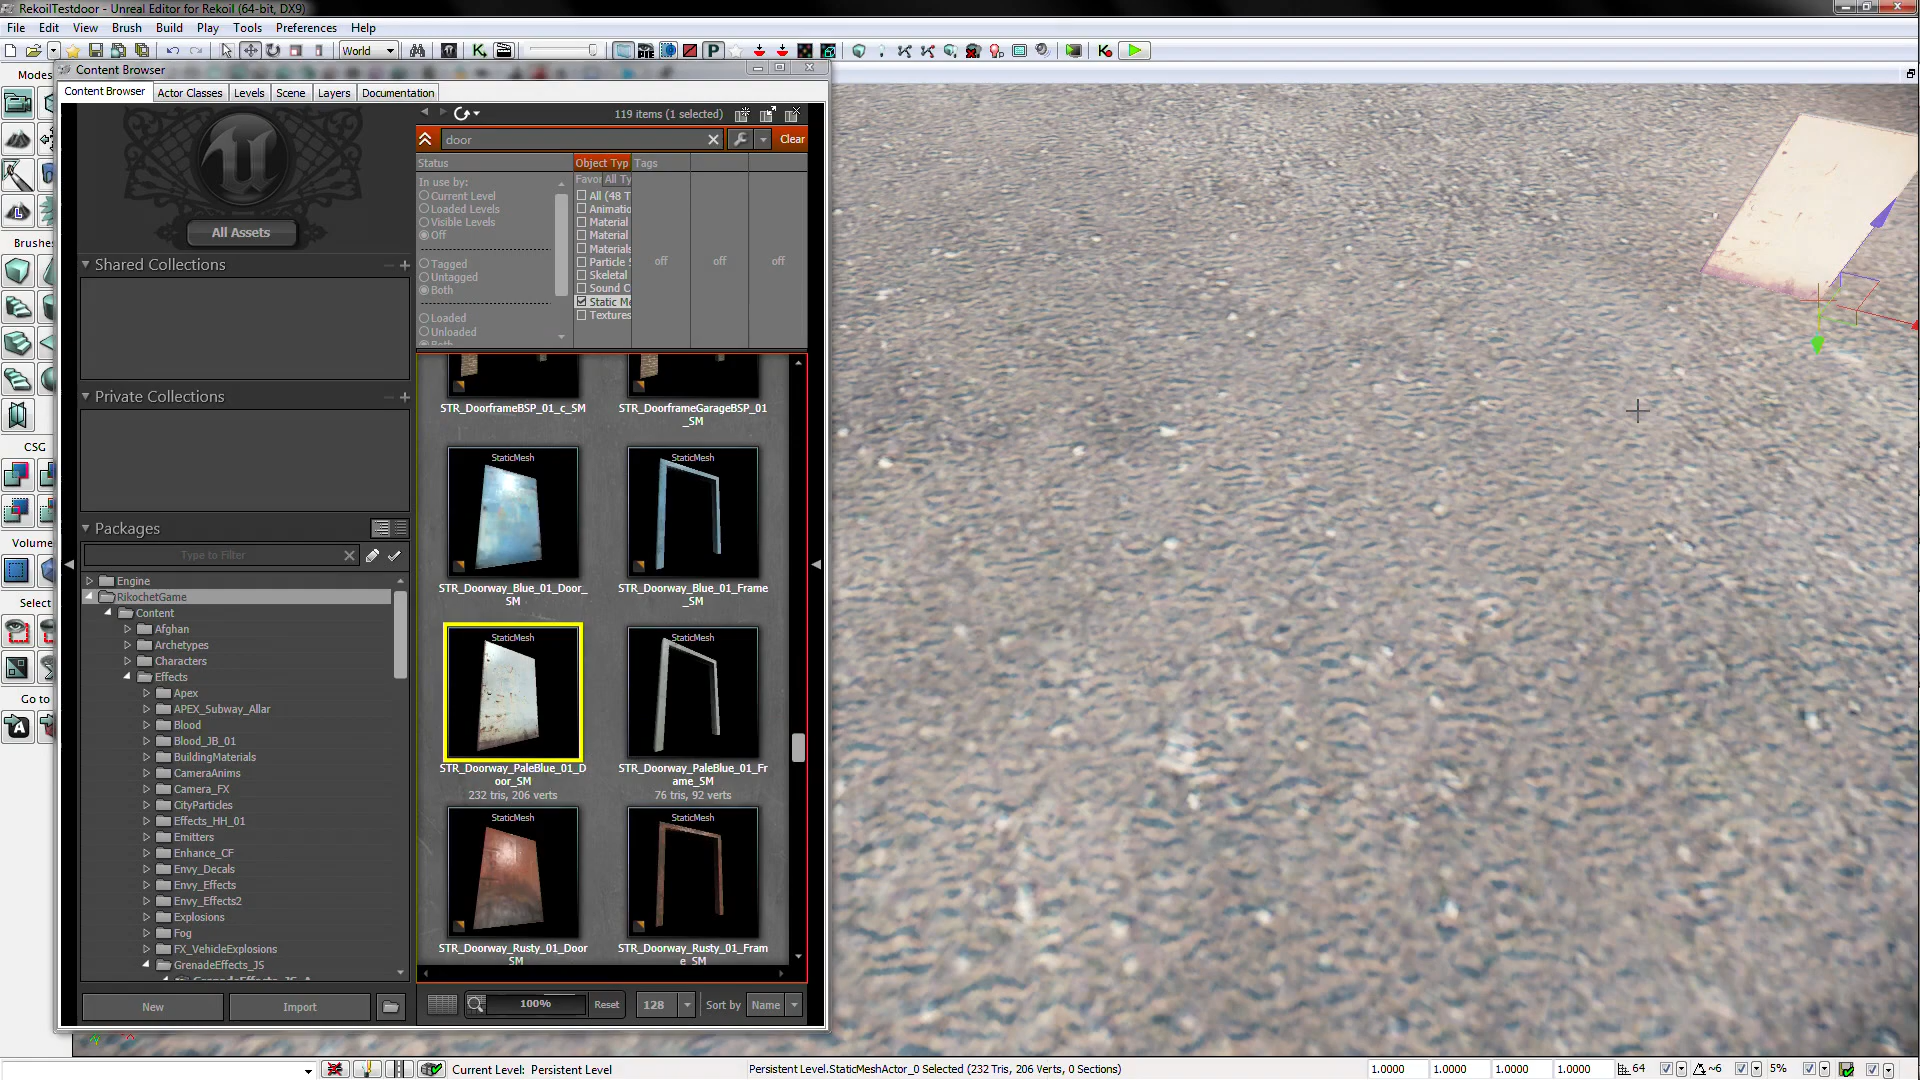 RekoilTestdoor - Unreal Editor for Rekoil (64-bit, DX9)
File Edit View Brush Build Play Tools Preferences Help
World
P
Modes
Content Browser
Content Browser Actor Classes Levels Scene Layers Documentation
119 items (1 selected)
door
Clear
Status
Object Typ
Tags
In use by:
Current Level
Loaded Levels
Visible Levels
Off
Tagged
Untagged
Both
Loaded
Unloaded
Both
Favor All Ty
All (48 T
Animatio
Material
Material
Materials
Particle S
Skeletal
Sound C
Static Me
Textures
off off off
All Assets
Shared Collections
Private Collections
Packages
Type to Filter
Engine
RikochetGame
Content
Afghan
Archetypes
Characters
Effects
Apex
APEX_Subway_Allar
Blood
Blood_JB_01
BuildingMaterials
CameraAnims
Camera_FX
CityParticles
Effects_HH_01
Emitters
Enhance_CF
Envy_Decals
Envy_Effects
Envy_Effects2
Explosions
Fog
FX_VehicleExplosions
GrenadeEffects_JS
New
Import
Brushes
CSG
Volume
Select
Go to
STR_DoorframeBSP_01_c_SM
STR_DoorframeGarageBSP_01
_SM
StaticMesh
STR_Doorway_Blue_01_Door_
SM
StaticMesh
STR_Doorway_Blue_01_Frame
_SM
StaticMesh
STR_Doorway_PaleBlue_01_D
oor_SM
232 tris, 206 verts
StaticMesh
STR_Doorway_PaleBlue_01_Fr
ame_SM
76 tris, 92 verts
StaticMesh
STR_Doorway_Rusty_01_Door
SM
StaticMesh
STR_Doorway_Rusty_01_Fram
e_SM
100%
Reset
128
Sort by
Name
Current Level: Persistent Level
Persistent Level.StaticMeshActor_0 Selected (232 Tris, 206 Verts, 0 Sections)
1.0000 1.0000 1.0000 1.0000
64
~6
5%